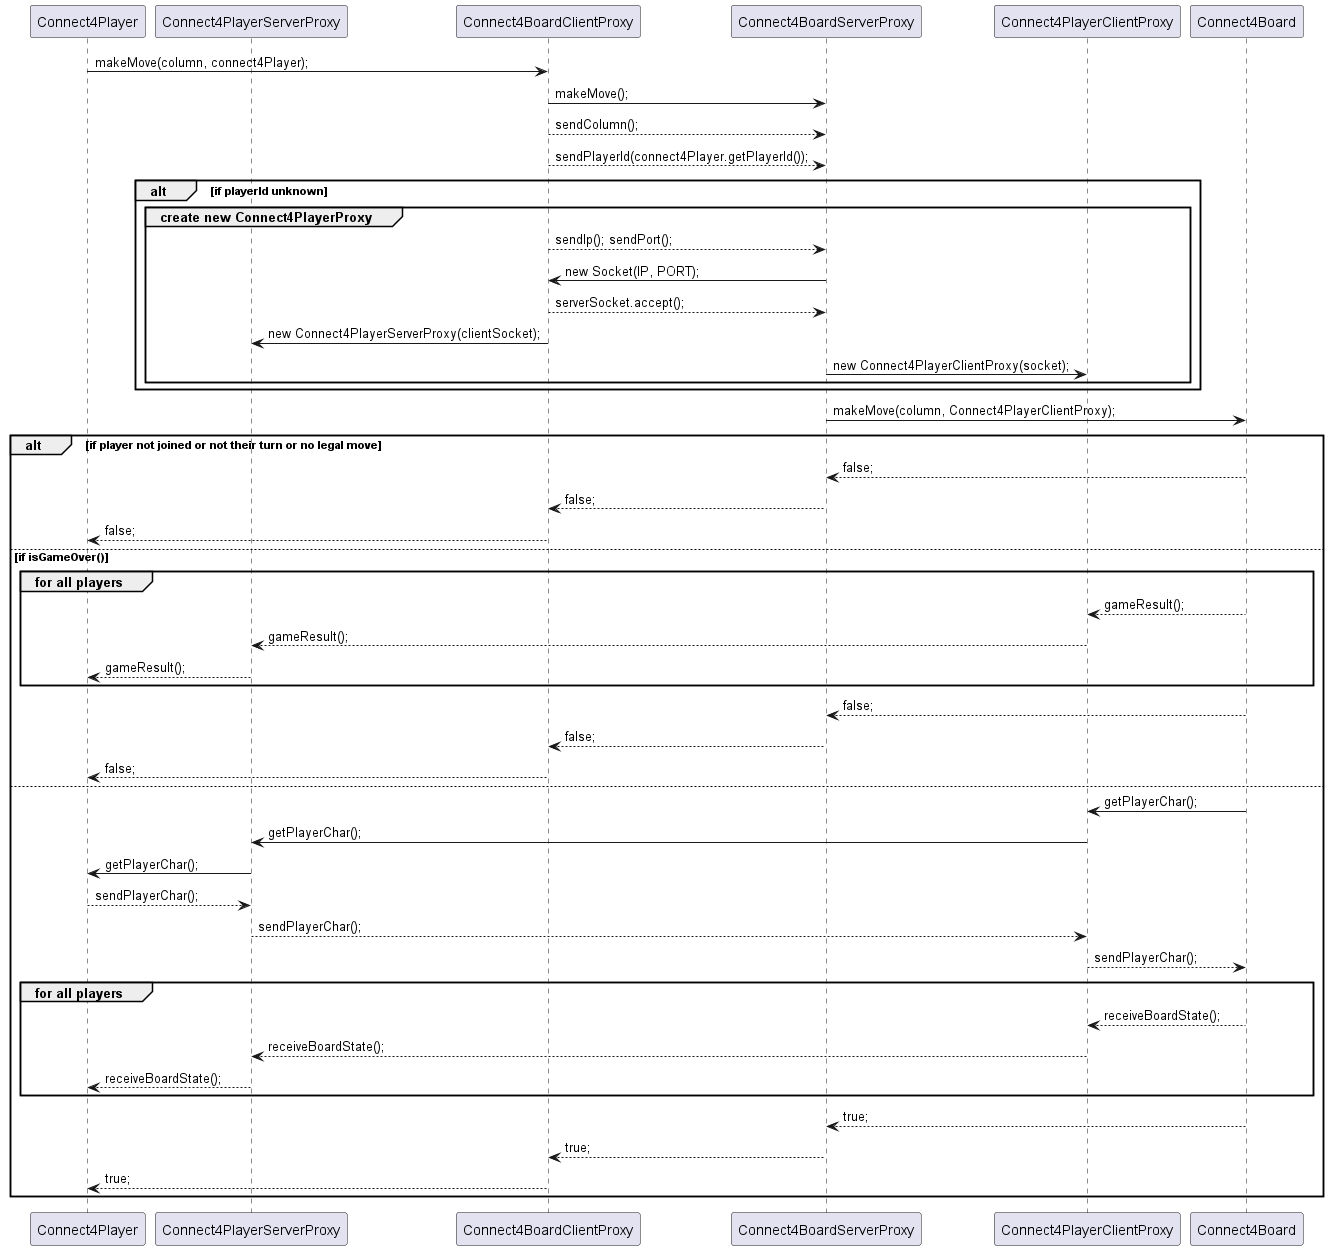 Connect4Player Connect4PlayerServerProxy Connect4BoardClientProxy Connect4BoardServerProxy Connect4PlayerClientProxy Connect4Board
makeMove(column, connect4Player);
makeMove();
sendColumn();
sendPlayerId(connect4Player.getPlayerId());
alt [if playerId unknown]
create new Connect4PlayerProxy
sendIp(); sendPort();
new Socket(IP, PORT);
serverSocket.accept();
new Connect4PlayerServerProxy(clientSocket);
new Connect4PlayerClientProxy(socket);
makeMove(column, Connect4PlayerClientProxy);
alt [if player not joined or not their turn or no legal move]
false;
false;
false;
[if isGameOver()]
for all players
gameResult();
gameResult();
gameResult();
false;
false;
false;
getPlayerChar();
getPlayerChar();
getPlayerChar();
sendPlayerChar();
sendPlayerChar();
sendPlayerChar();
for all players
receiveBoardState();
receiveBoardState();
receiveBoardState();
true;
true;
true;
Connect4Player Connect4PlayerServerProxy Connect4BoardClientProxy Connect4BoardServerProxy Connect4PlayerClientProxy Connect4Board